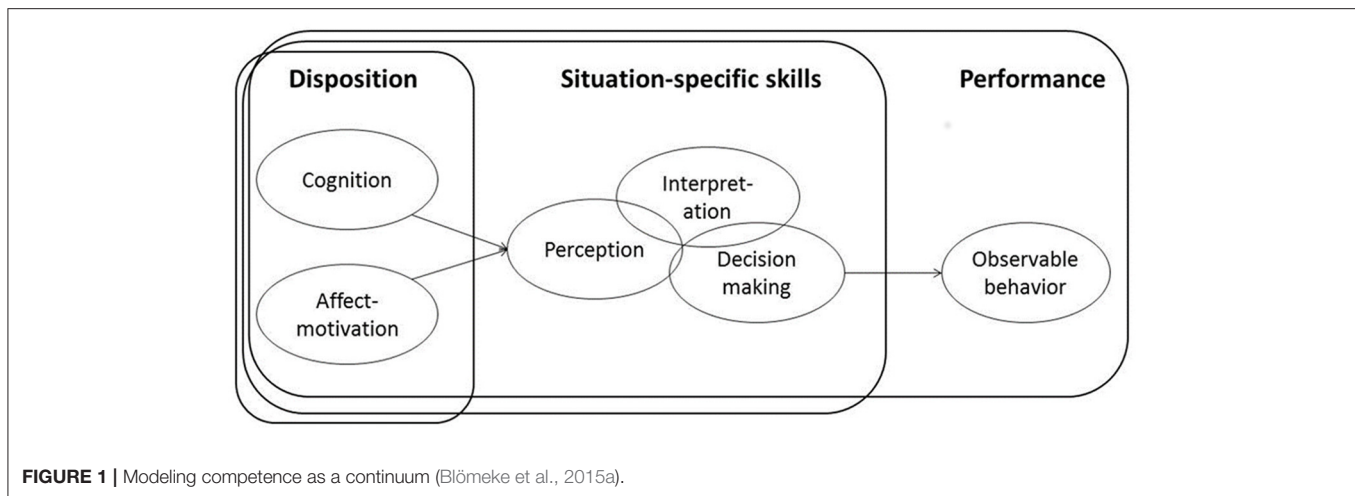 Disposition
Situation-specific skills
Performance
Cognition
Affect-
motivation
Perception
Interpret-
ation
Decision
making
Observable
behavior
FIGURE 1 | Modeling competence as a continuum (Blömeke et al., 2015a).